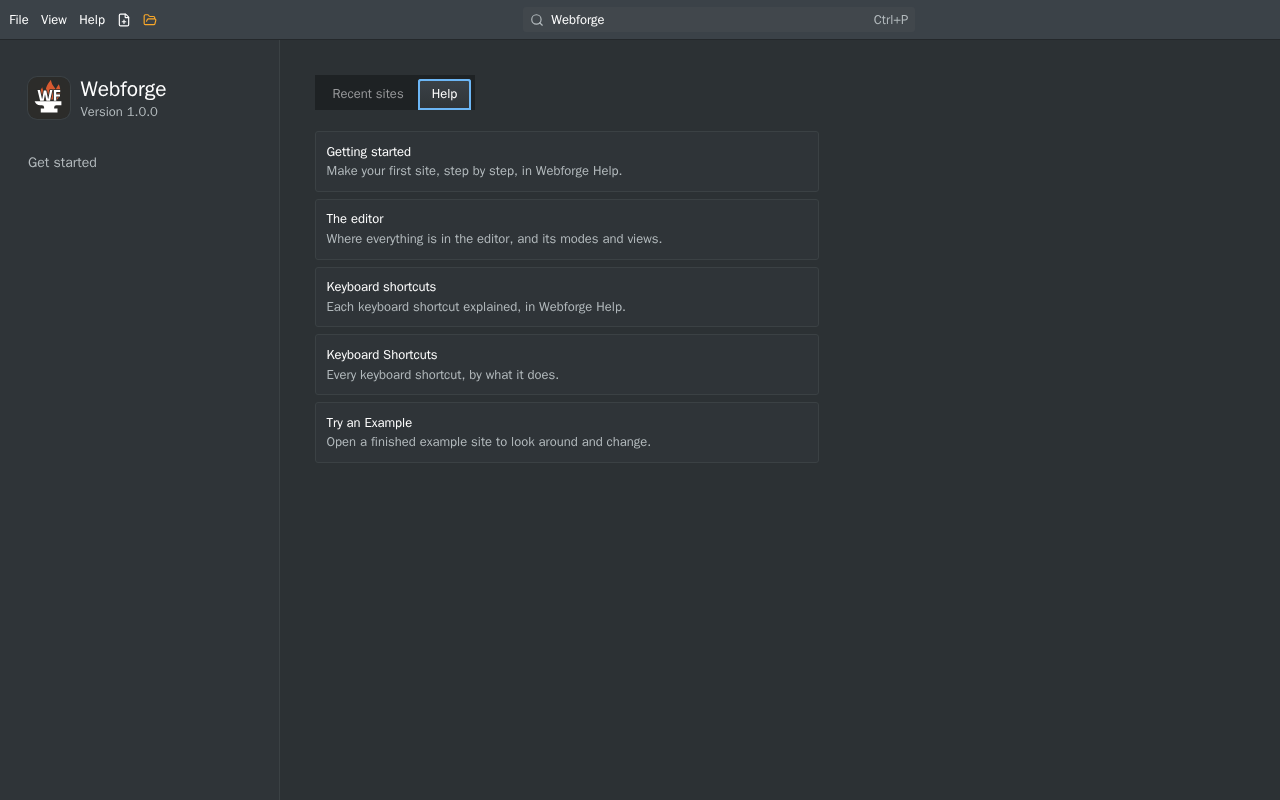 File View Help
Webforge Ctrl+P
WF
Webforge
Version 1.0.0
Get started
Recent sites Help
Getting started
Make your first site, step by step, in Webforge Help.
The editor
Where everything is in the editor, and its modes and views.
Keyboard shortcuts
Each keyboard shortcut explained, in Webforge Help.
Keyboard Shortcuts
Every keyboard shortcut, by what it does.
Try an Example
Open a finished example site to look around and change.